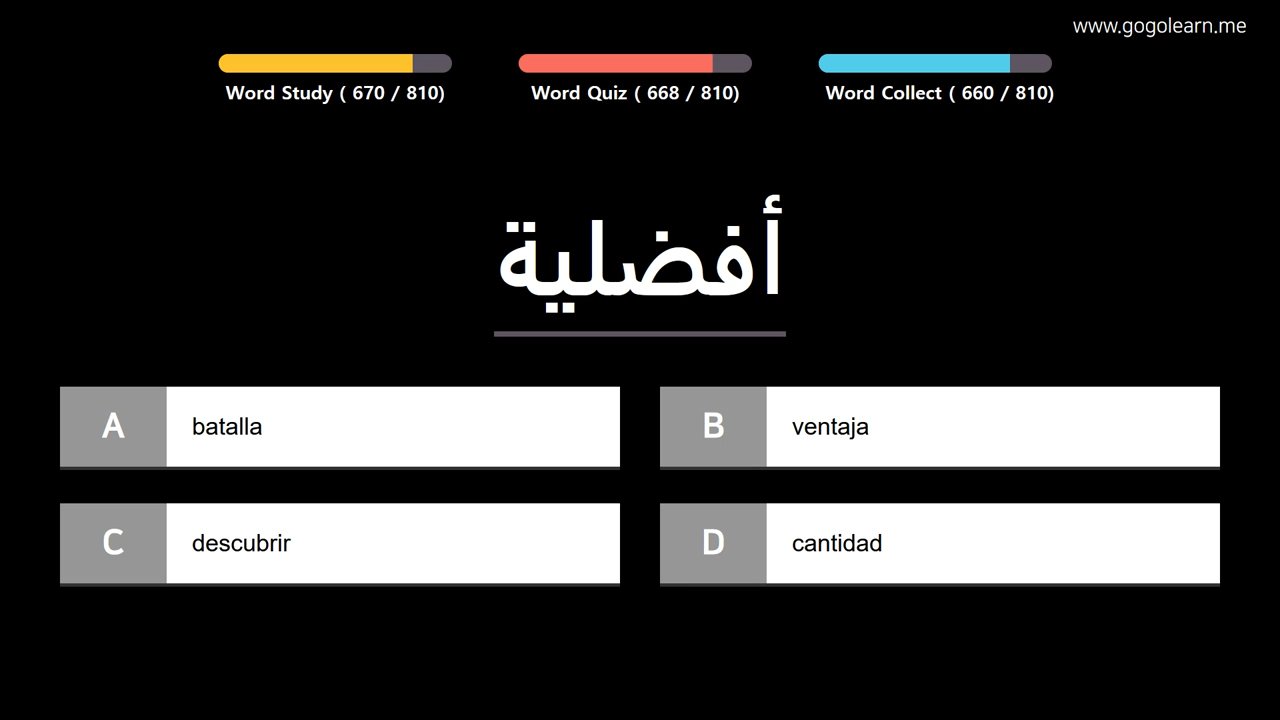 www.gogolearn.me
Word Study ( 670 / 810)
Word Quiz ( 668 / 810)
Word Collect ( 660 / 810)
أفضلية
A batalla
B ventaja
C descubrir
D cantidad